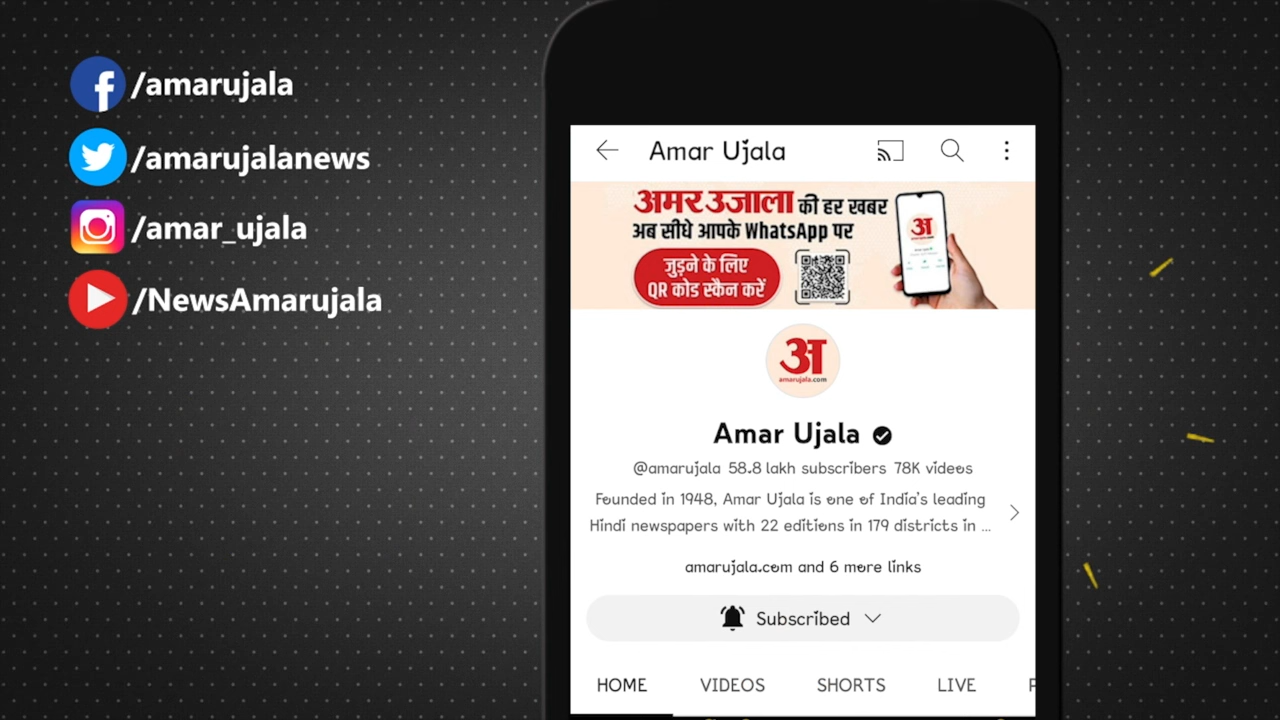 /amarujala
/amarujalanews
/amar_ujala
/NewsAmarujala
Amar Ujala
अमर उजाला की हर खबर
अब सीधे आपके WhatsApp पर
जुड़ने के लिए
QR कोड स्कैन करें
अ
अ
amarujala.com
Amar Ujala
@amarujala 58.8 lakh subscribers 78K videos
Founded in 1948, Amar Ujala is one of India's leading
Hindi newspapers with 22 editions in 179 districts in ...
amarujala.com and 6 more links
Subscribed
HOME VIDEOS SHORTS LIVE